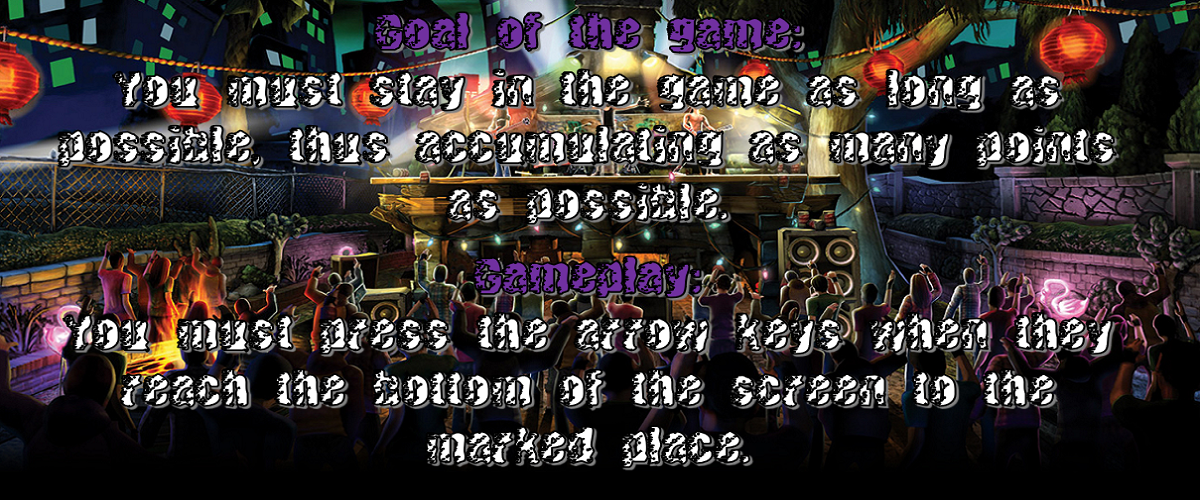 Goal of the game:
You must stay in the game as long as
possible, thus accumulating as many points
as possible.
Gameplay:
You must press the arrow keys when they
reach the bottom of the screen to the
marked place.